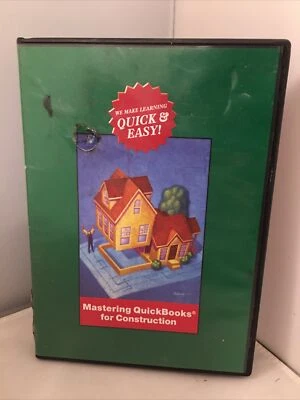 WE MAKE LEARNING
QUICK &
EASY!
Mastering QuickBooks®
for Construction